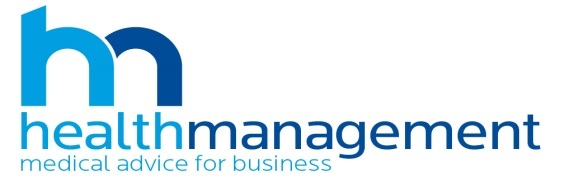 hm
healthmanagement
medical advice for business